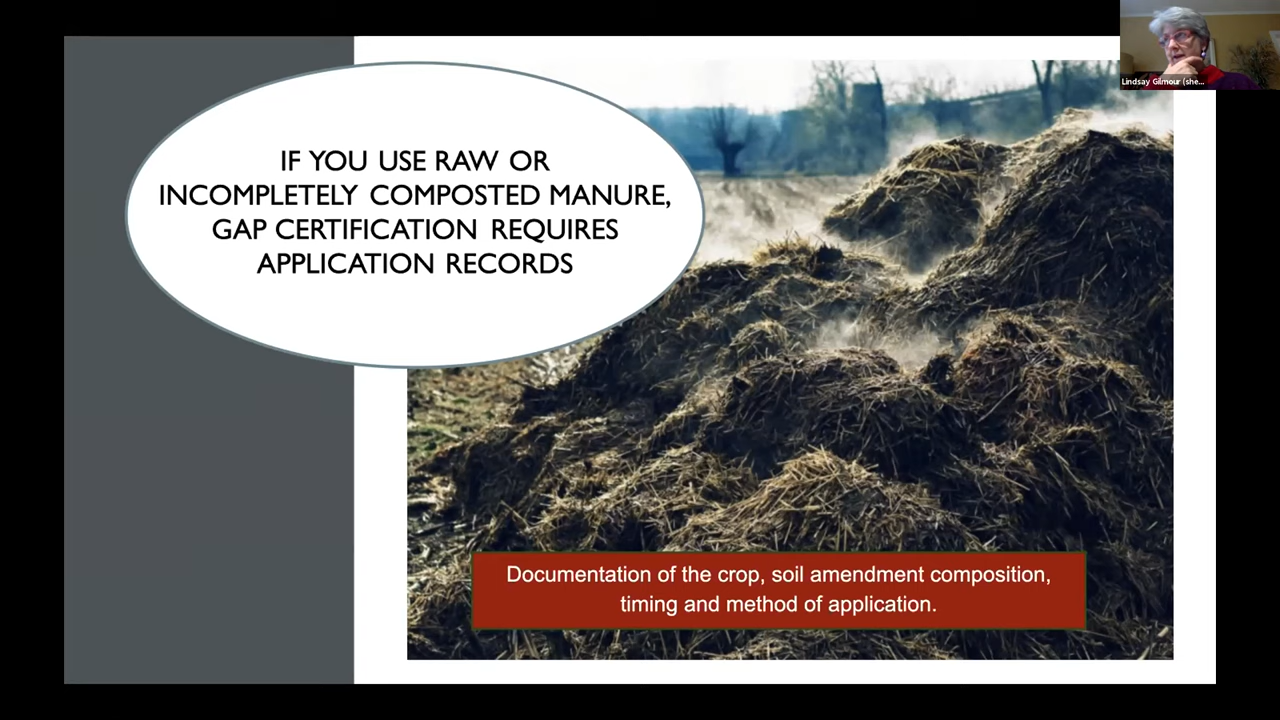 IF YOU USE RAW OR
INCOMPLETELY COMPOSTED MANURE,
GAP CERTIFICATION REQUIRES
APPLICATION RECORDS
Documentation of the crop, soil amendment composition,
timing and method of application.
Lindsay Gilmour (she...